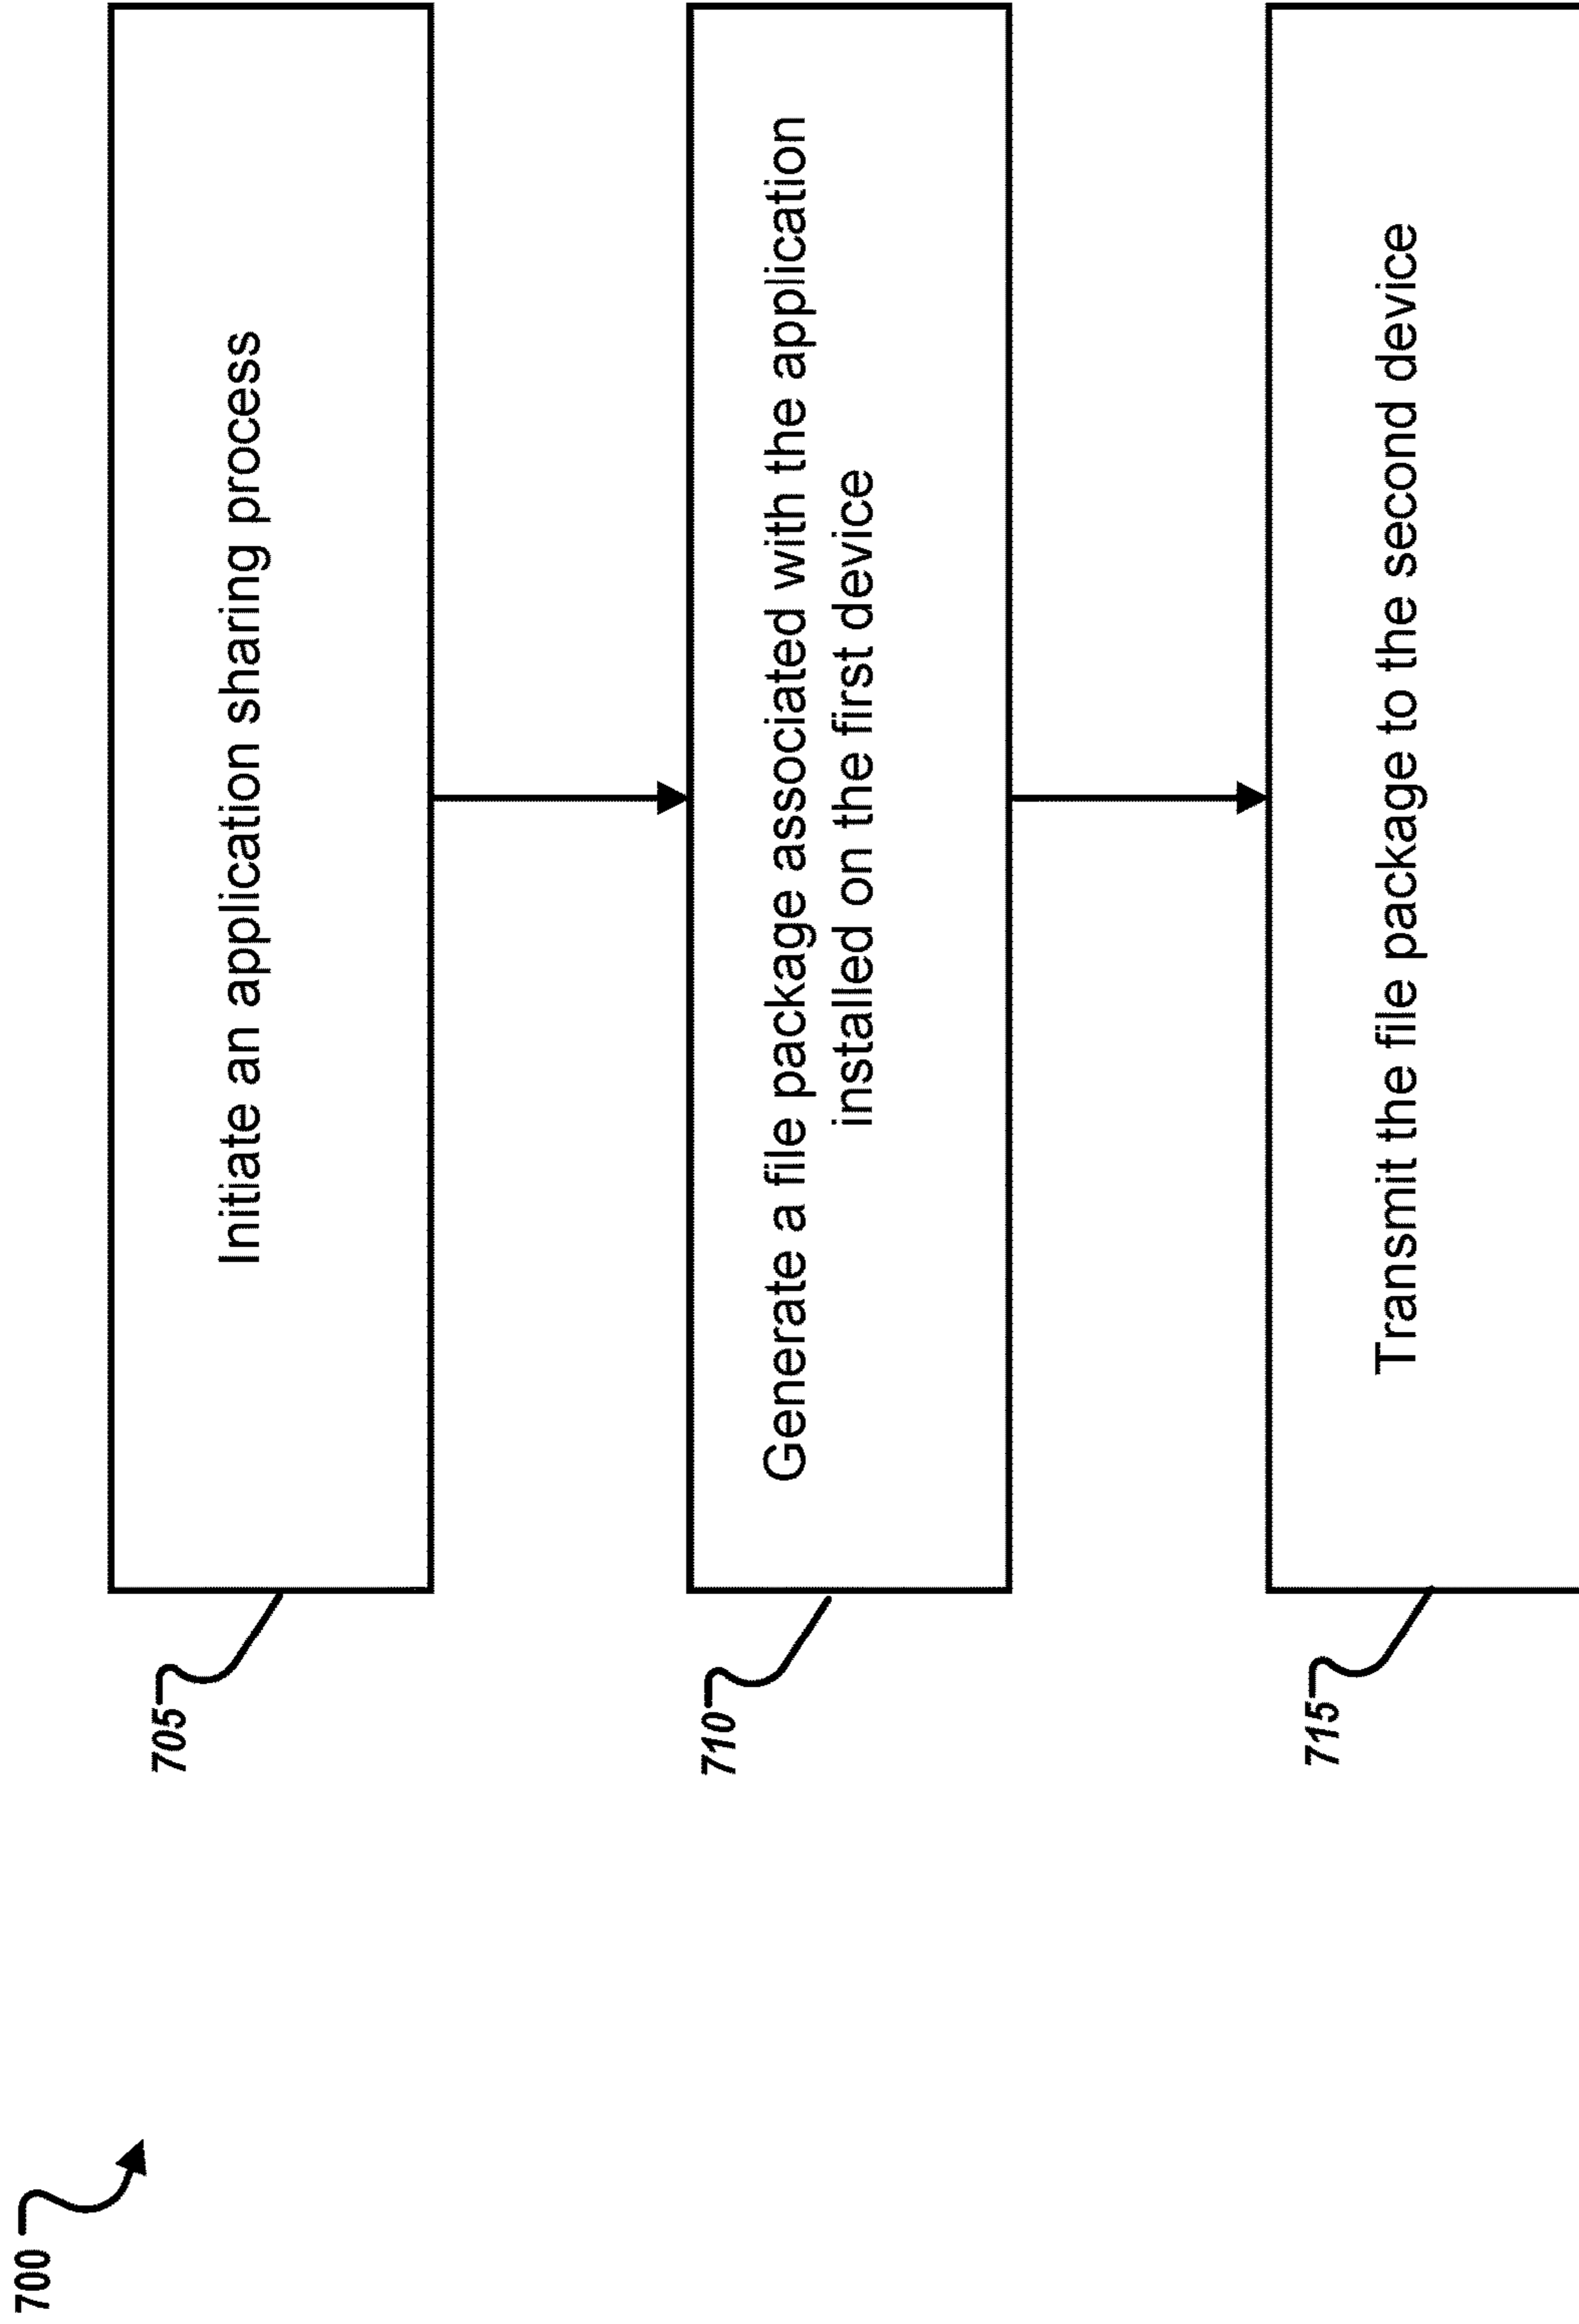 700
705
Initiate an application sharing process
710
Generate a file package associated with the application
installed on the first device
715
Transmit the file package to the second device